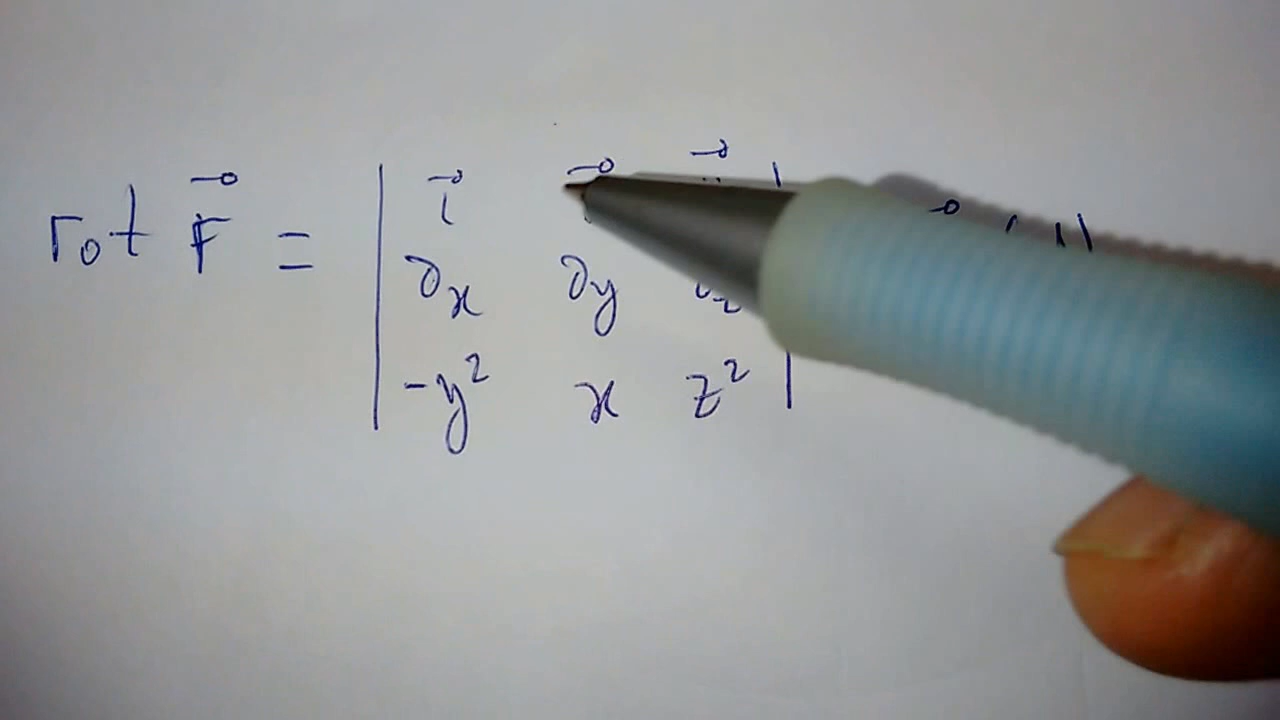 rot F⃗ = | i⃗
∂x ∂y ∂z
-y² x z² |